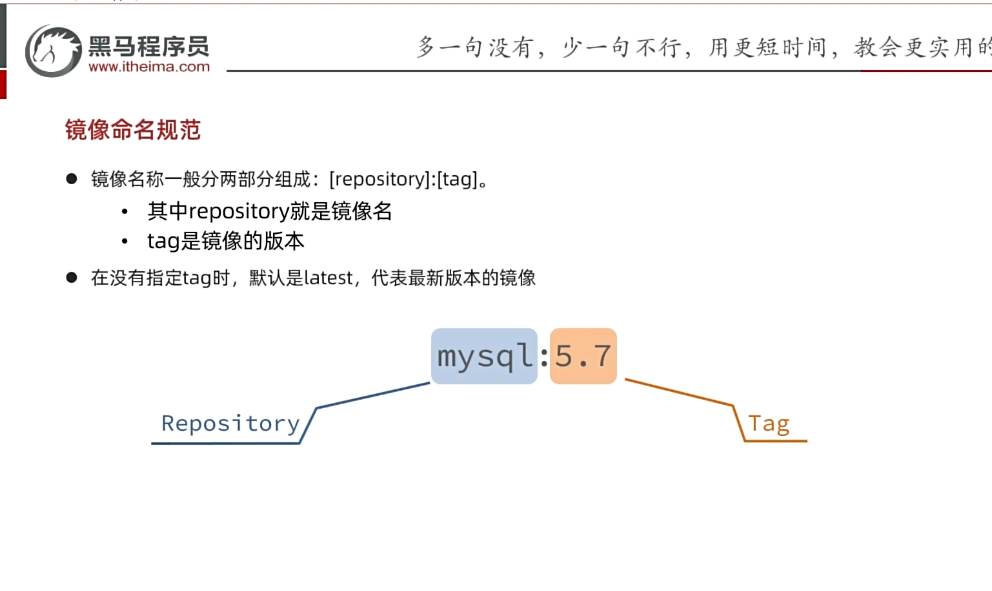 黑马程序员
www.itheima.com
多一句没有，少一句不行，用更短时间，教会更实用的
镜像命名规范
● 镜像名称一般分两部分组成：[repository]:[tag]。
• 其中repository就是镜像名
• tag是镜像的版本
● 在没有指定tag时，默认是latest，代表最新版本的镜像
mysql:5.7
Repository
Tag